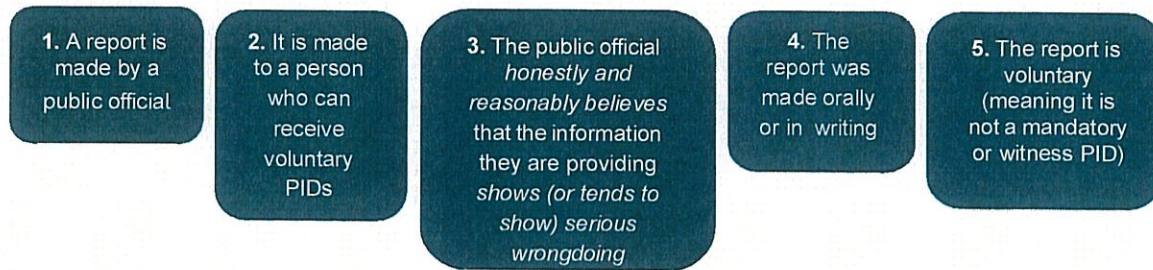 1. A report is
made by a
public official
2. It is made
to a person
who can
receive
voluntary
PIDs
3. The public official
honestly and
reasonably believes
that the information
they are providing
shows (or tends to
show) serious
wrongdoing
4. The
report was
made orally
or in writing
5. The report is
voluntary
(meaning it is
not a mandatory
or witness PID)